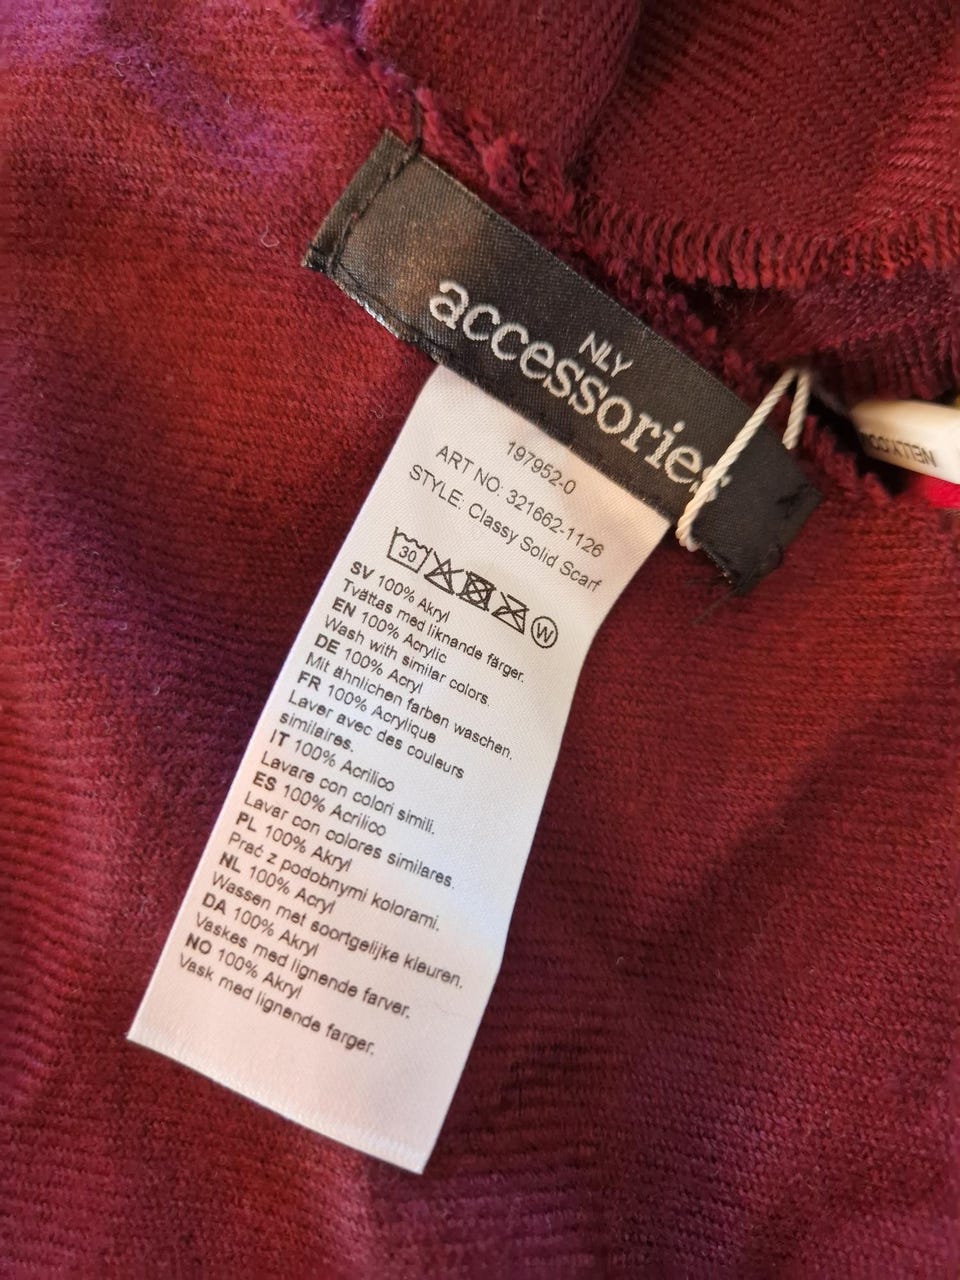 NLY
accessories
NELLY.COM
197952-0
ART NO: 321662-1126
STYLE: Classy Solid Scarf
30 W
SV 100% Akryl
Tvättas med liknande färger.
EN 100% Acrylic
Wash with similar colors.
DE 100% Acryl
Mit ähnlichen farben waschen.
FR 100% Acrylique
Laver avec des couleurs
similaires.
IT 100% Acrilico
Lavare con colori simili.
ES 100% Acrilico
Lavar con colores similares.
PL 100% Akryl
Prać z podobnymi kolorami.
NL 100% Acryl
Wassen met soortgelijke kleuren.
DA 100% Akryl
Vaskes med lignende farver.
NO 100% Akryl
Vask med lignende farger.